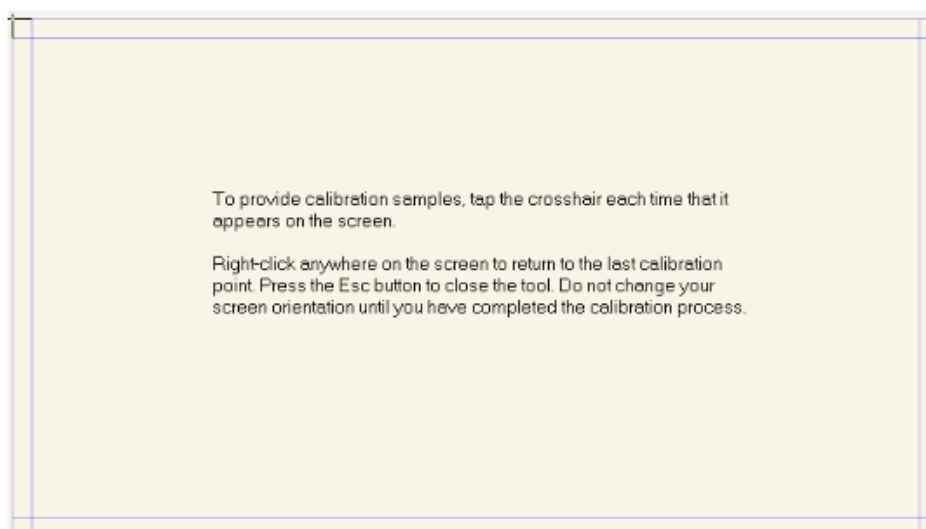 To provide calibration samples, tap the crosshair each time that it
appears on the screen.
Right-click anywhere on the screen to return to the last calibration
point. Press the Esc button to close the tool. Do not change your
screen orientation until you have completed the calibration process.